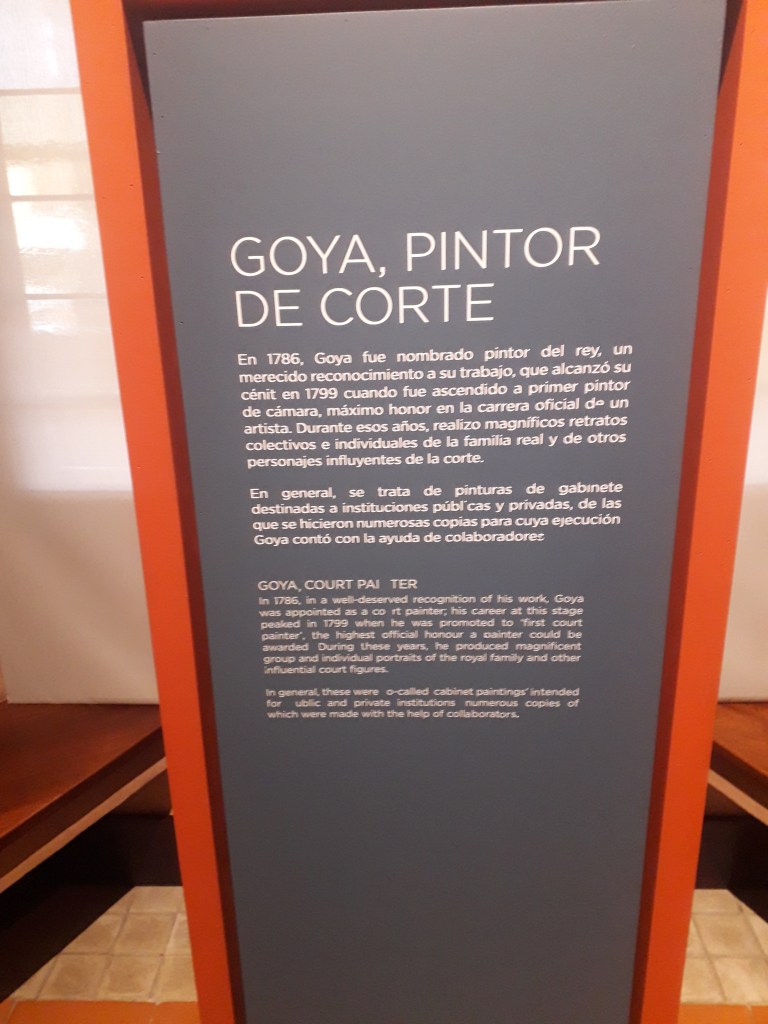 GOYA, PINTOR
DE CORTE
En 1786, Goya fue nombrado pintor del rey, un
merecido reconocimiento a su trabajo, que alcanzó su
cénit en 1799 cuando fue ascendido a primer pintor
de cámara, máximo honor en la carrera oficial de un
artista. Durante esos años, realizo magníficos retratos
colectivos e individuales de la familia real y de otros
personajes influyentes de la corte.
En general, se trata de pinturas de gabinete
destinadas a instituciones públicas y privadas, de las
que se hicieron numerosas copias para cuya ejecución
Goya contó con la ayuda de colaboradores
GOYA, COURT PAI TER
In 1786, in a well-deserved recognition of his work, Goya
was appointed as a co rt painter; his career at this stage
peaked in 1799 when he was promoted to 'first court
painter', the highest official honour a painter could be
awarded During these years, he produced magnificent
group and individual portraits of the royal family and other
influential court figures.
In general, these were o-called cabinet paintings' intended
for ublic and private institutions numerous copies of
which were made with the help of collaborators.